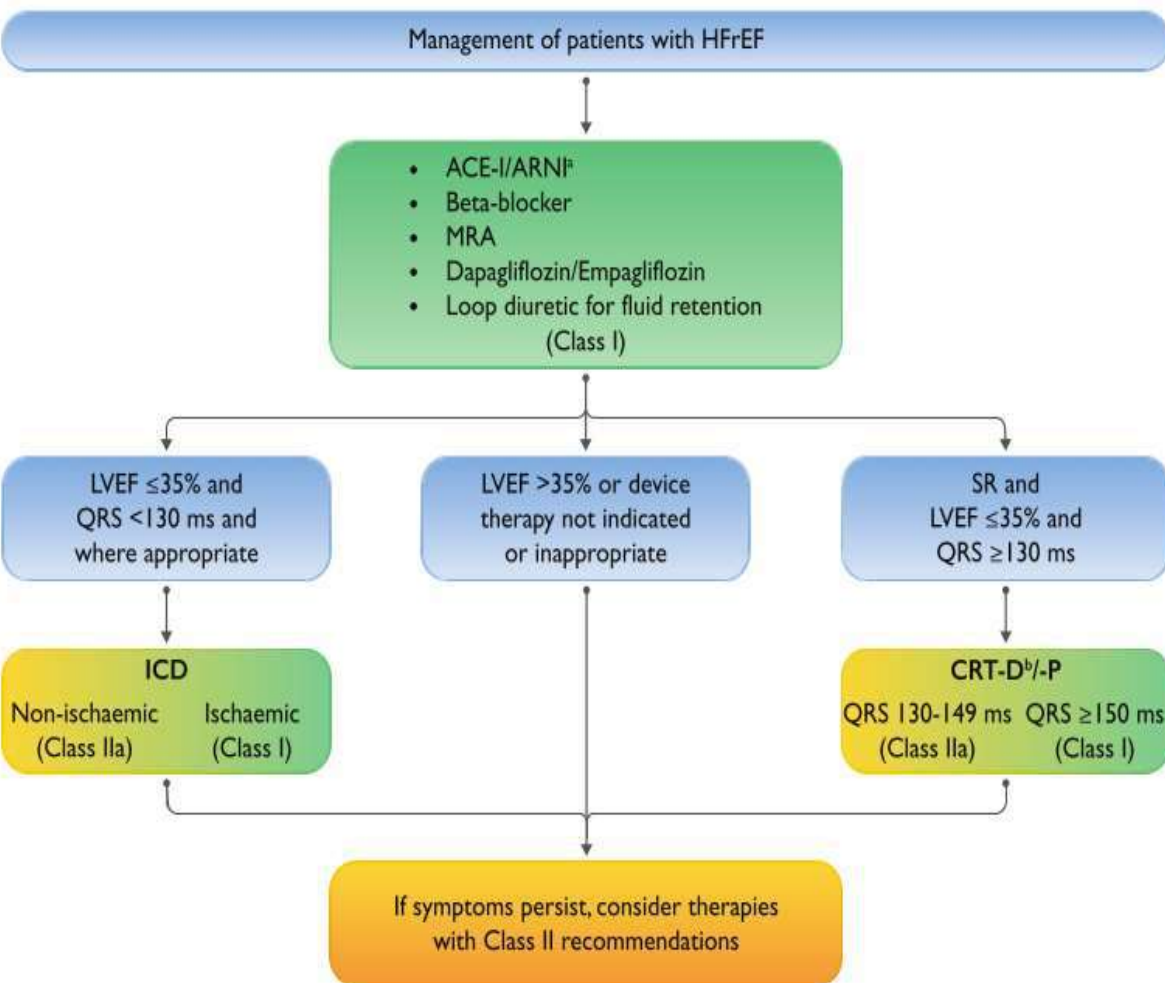 Management of patients with HFrEF
• ACE-I/ARNIᵃ
• Beta-blocker
• MRA
• Dapagliflozin/Empagliflozin
• Loop diuretic for fluid retention
(Class I)
LVEF ≤35% and
QRS <130 ms and
where appropriate
LVEF >35% or device
therapy not indicated
or inappropriate
SR and
LVEF ≤35% and
QRS ≥130 ms
ICD
Non-ischaemic
(Class IIa)
Ischaemic
(Class I)
CRT-Dᵇ/-P
QRS 130-149 ms
(Class IIa)
QRS ≥150 ms
(Class I)
If symptoms persist, consider therapies
with Class II recommendations